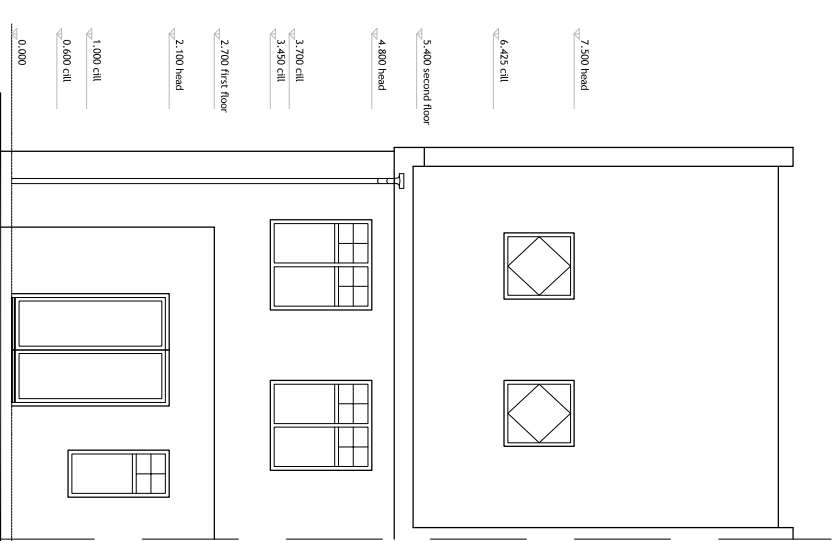 0.000
0.600 cill
1.000 cill
2.100 head
2.700 first floor
3.450 cill
3.700 cill
4.800 head
5.400 second floor
6.425 cill
7.500 head